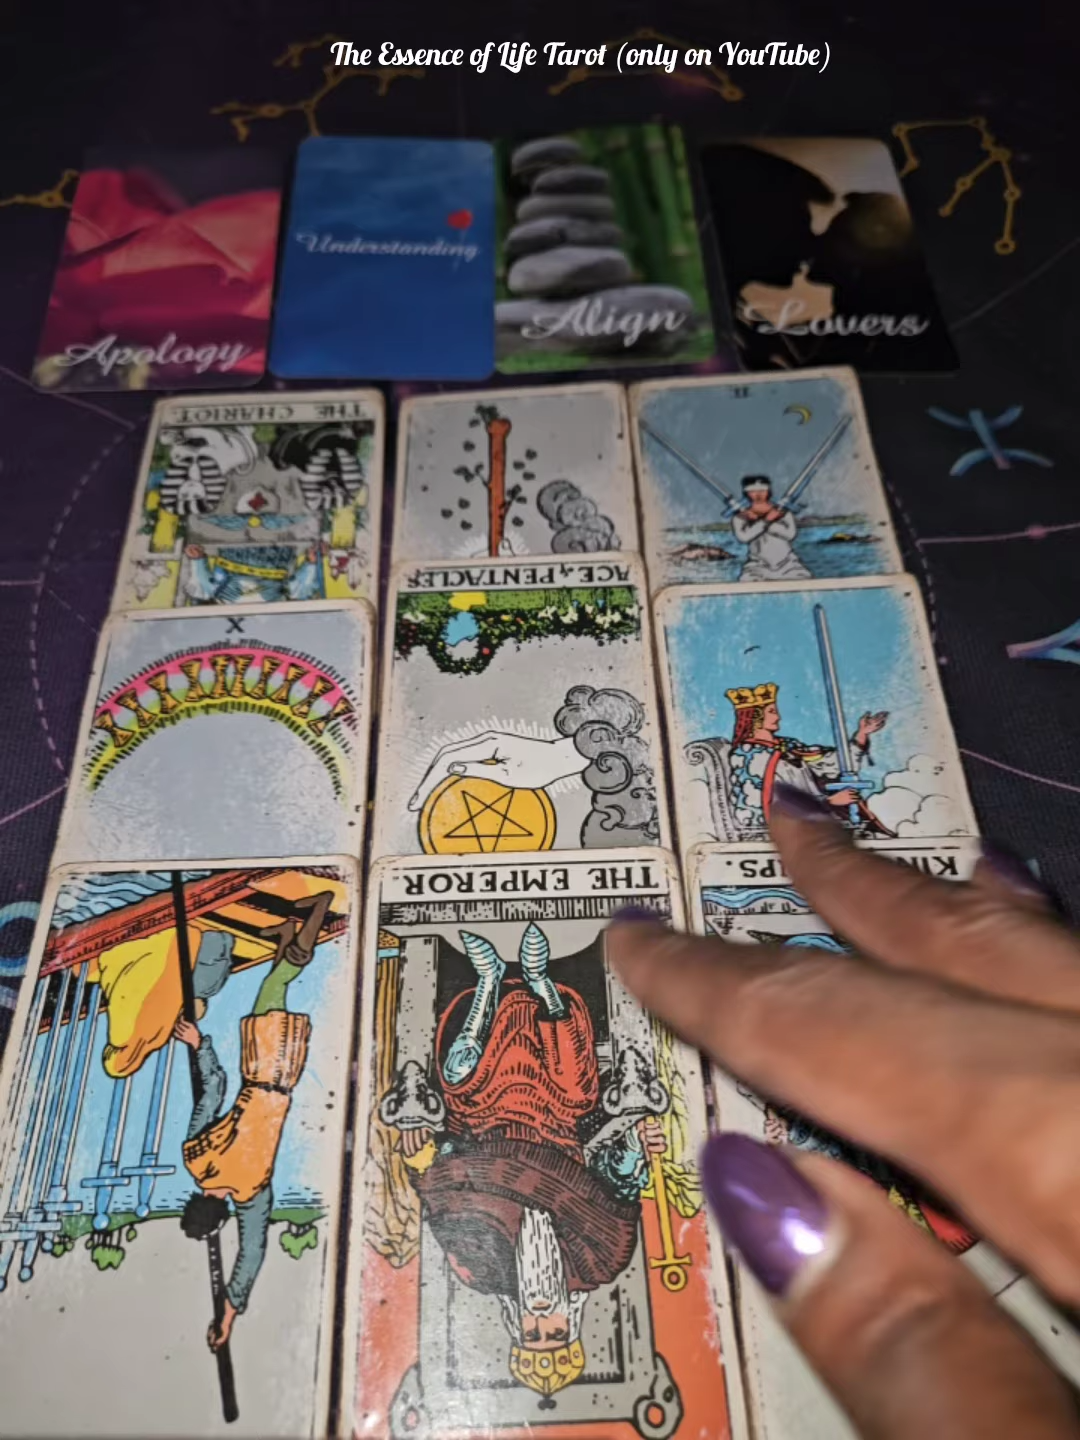 The Essence of Life Tarot (only on YouTube)
Apology
Understanding
Align
Lovers
THE CHARIOT.
II
X
ACE of PENTACLES
THE EMPEROR.